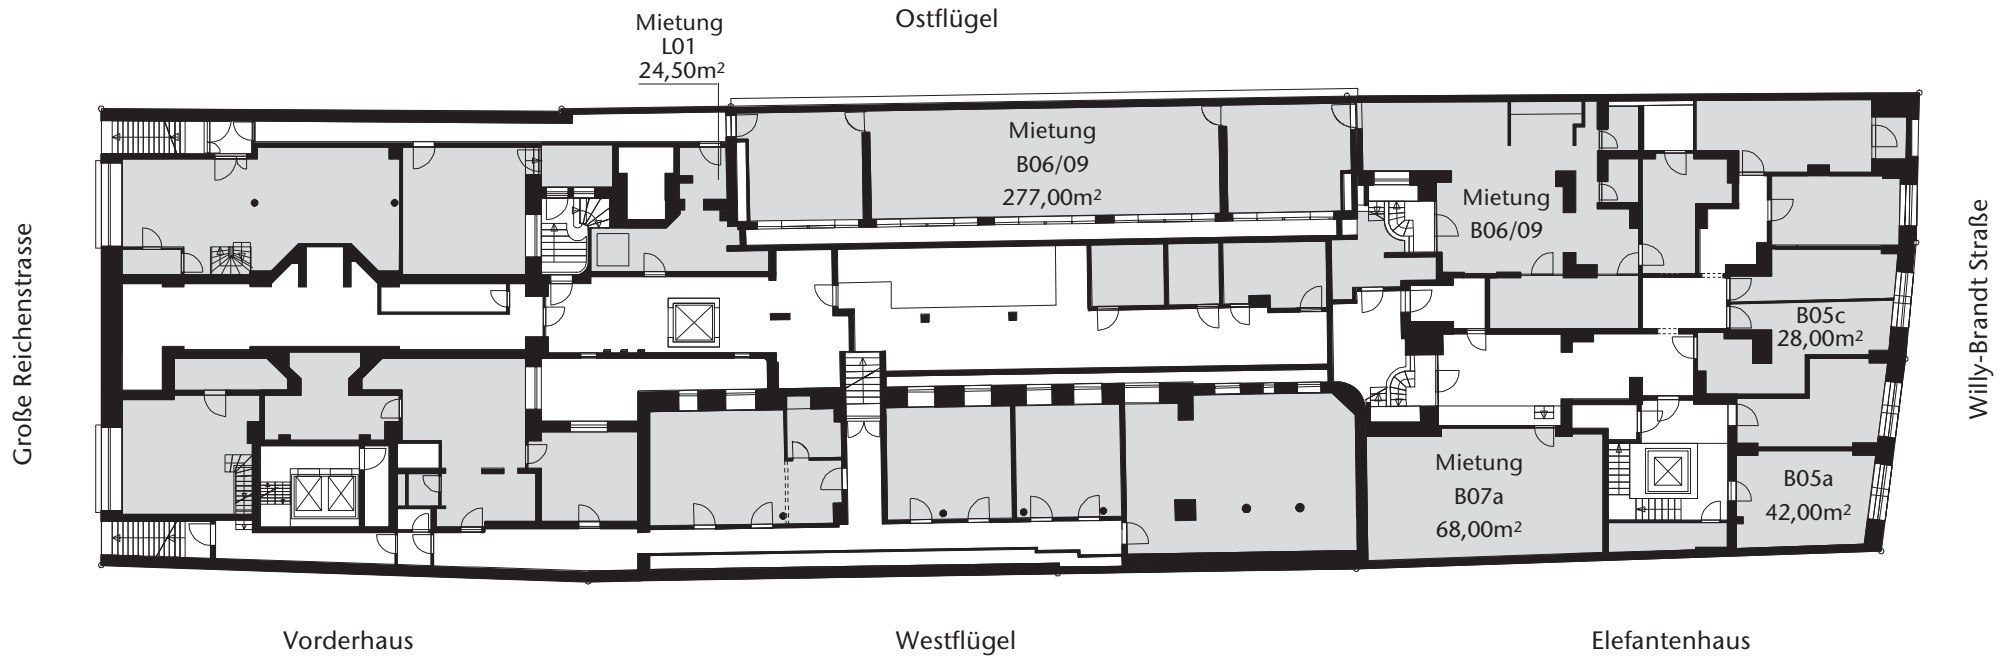 Ostflügel
Mietung
L01
24,50m²
Mietung
B06/09
277,00m²
Mietung
B06/09
Große Reichenstrasse
Willy-Brandt Straße
B05c
28,00m²
Mietung
B07a
68,00m²
B05a
42,00m²
Vorderhaus
Westflügel
Elefantenhaus